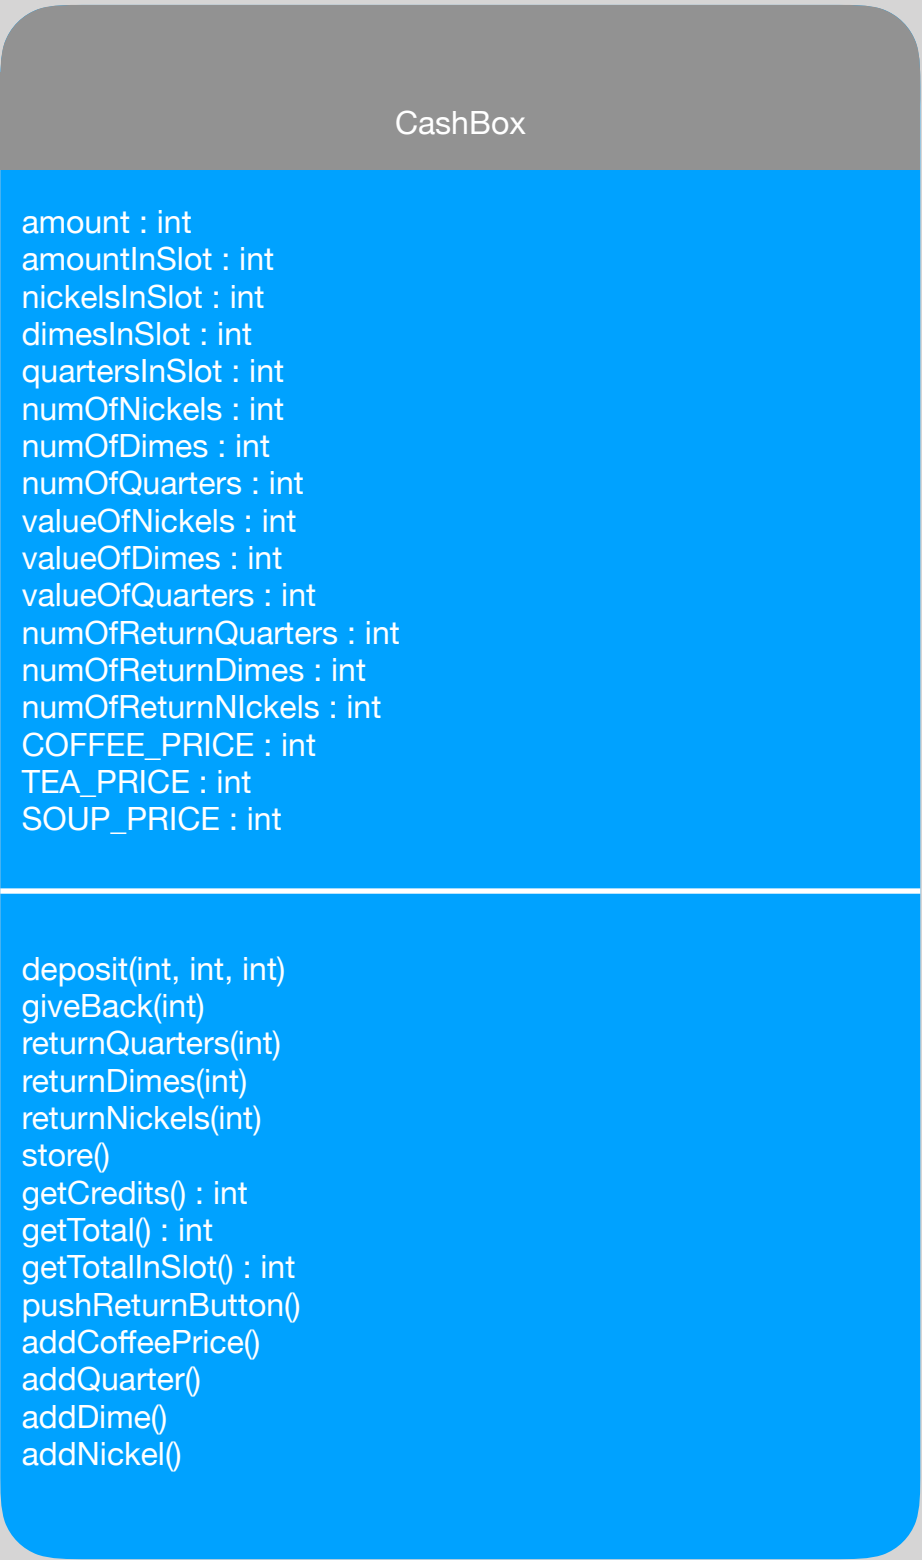 CashBox
amount : int
amountInSlot : int
nickelsInSlot : int
dimesInSlot : int
quartersInSlot : int
numOfNickels : int
numOfDimes : int
numOfQuarters : int
valueOfNickels : int
valueOfDimes : int
valueOfQuarters : int
numOfReturnQuarters : int
numOfReturnDimes : int
numOfReturnNIckels : int
COFFEE_PRICE : int
TEA_PRICE : int
SOUP_PRICE : int
deposit(int, int, int)
giveBack(int)
returnQuarters(int)
returnDimes(int)
returnNickels(int)
store()
getCredits() : int
getTotal() : int
getTotalInSlot() : int
pushReturnButton()
addCoffeePrice()
addQuarter()
addDime()
addNickel()